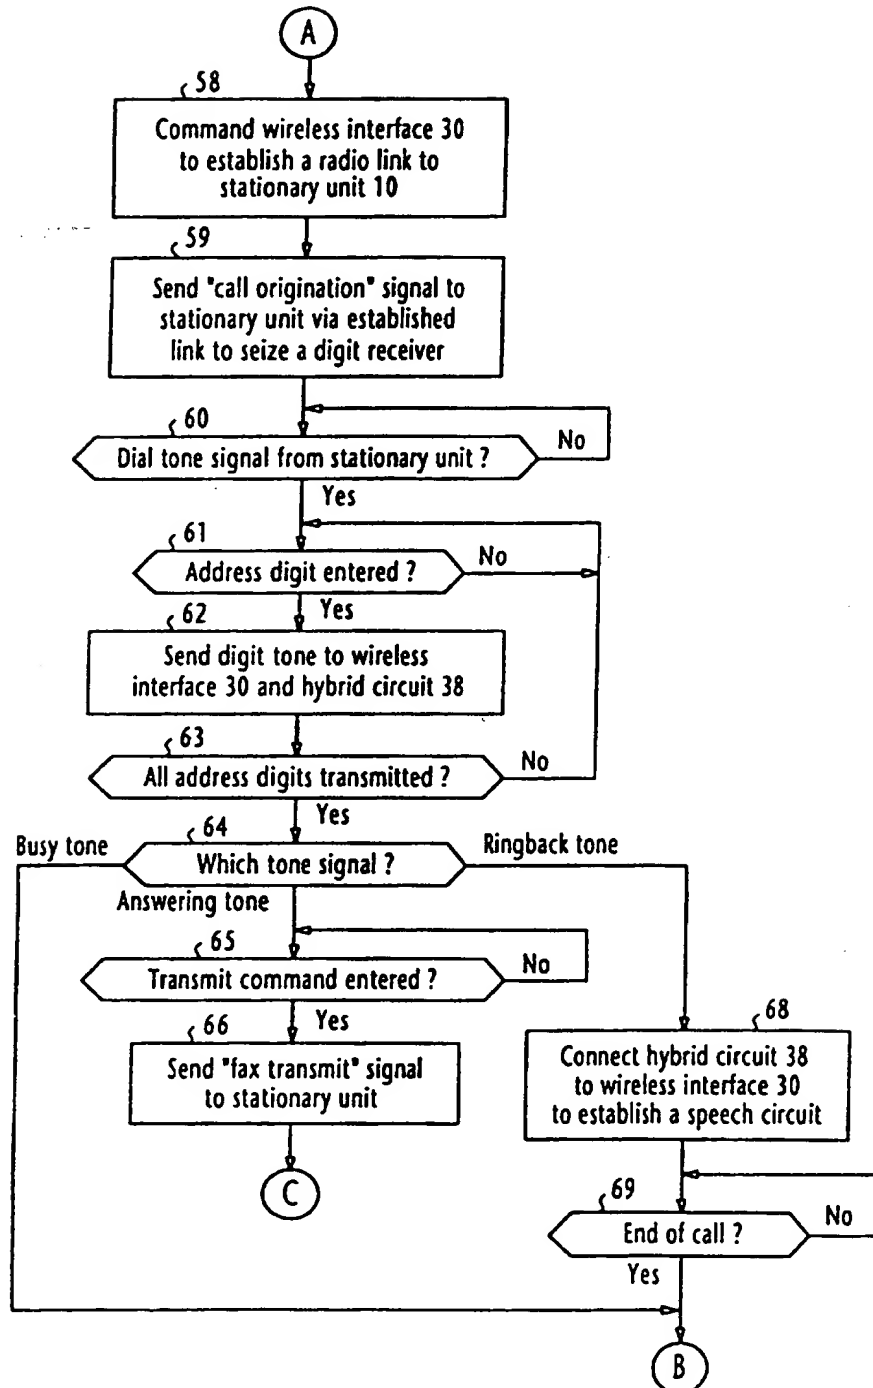 A
58
Command wireless interface 30
to establish a radio link to
stationary unit 10
59
Send "call origination" signal to
stationary unit via established
link to seize a digit receiver
60
Dial tone signal from stationary unit ?
No
Yes
61
Address digit entered ?
No
Yes
62
Send digit tone to wireless
interface 30 and hybrid circuit 38
63
All address digits transmitted ?
No
Yes
64
Busy tone
Which tone signal ?
Ringback tone
Answering tone
65
Transmit command entered ?
No
Yes
66
Send "fax transmit" signal
to stationary unit
C
68
Connect hybrid circuit 38
to wireless interface 30
to establish a speech circuit
69
End of call ?
No
Yes
B